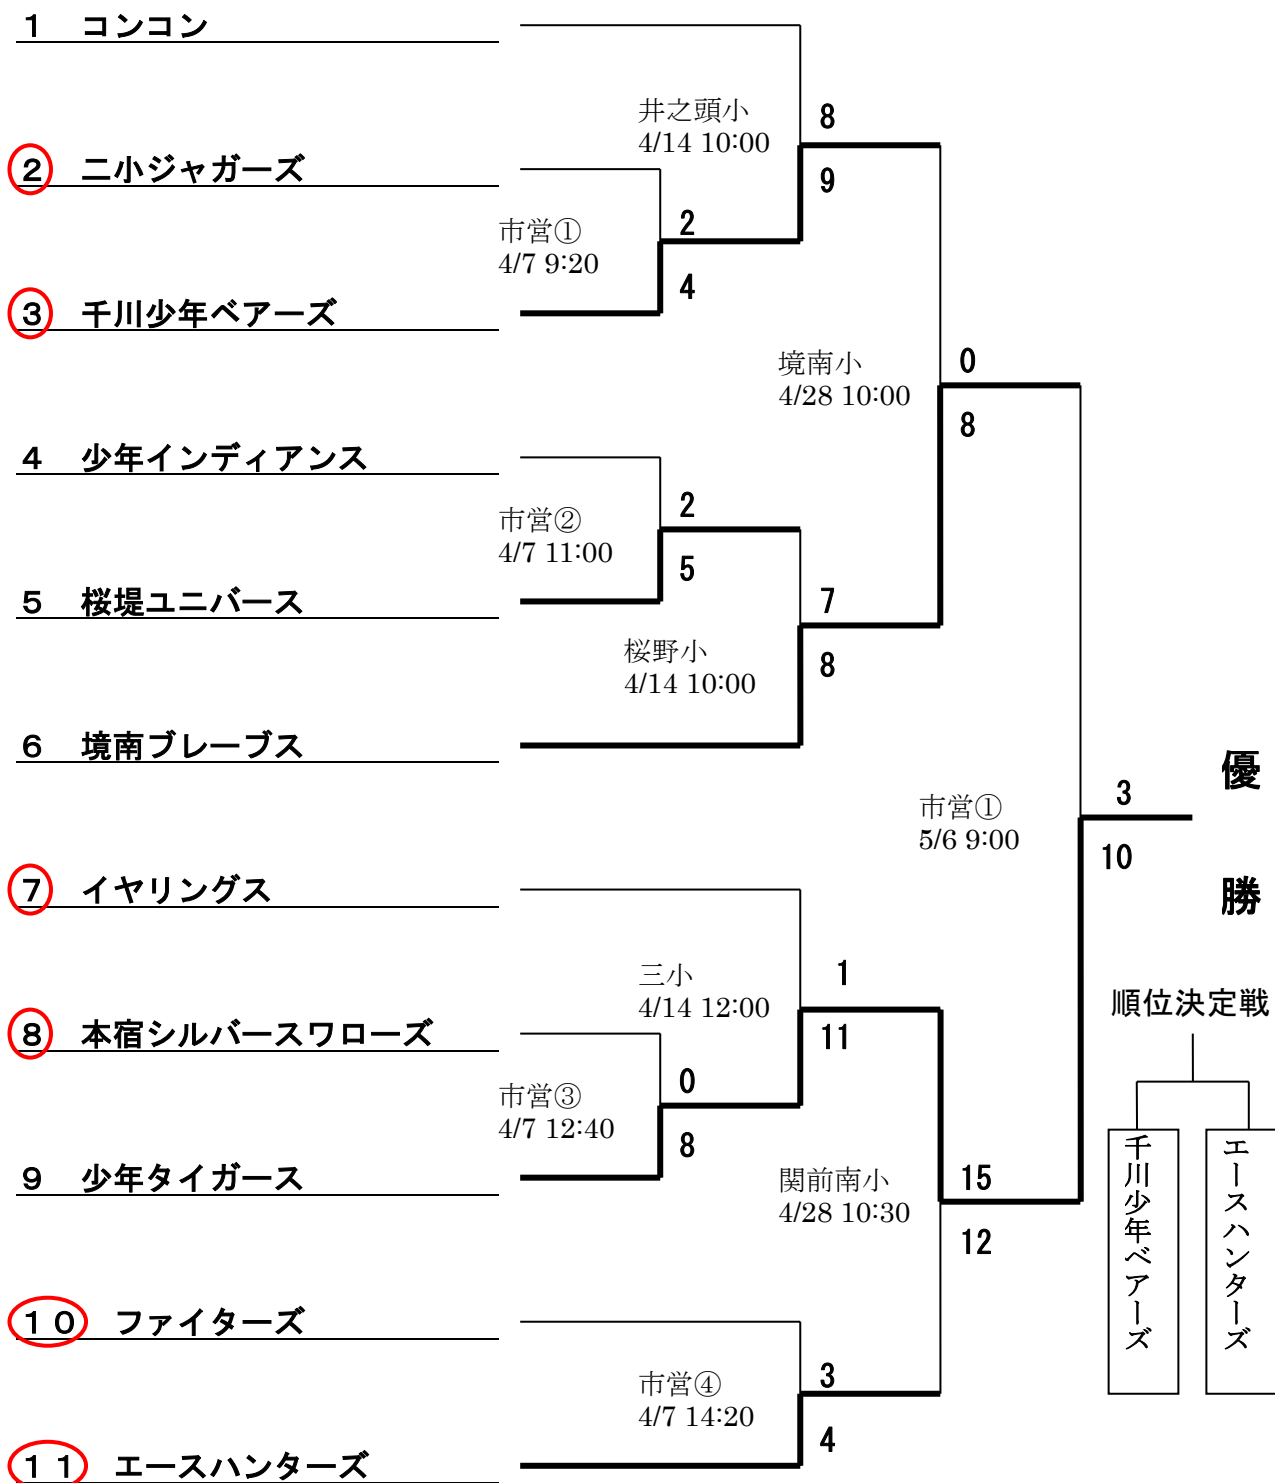 １　コンコン
井之頭小
4/14 10:00
8
9
２　二小ジャガーズ
市営①
4/7 9:20
2
4
３　千川少年ベアーズ
境南小
4/28 10:00
0
8
４　少年インディアンス
市営②
4/7 11:00
2
5
５　桜堤ユニバース
桜野小
4/14 10:00
7
8
６　境南ブレーブス
市営①
5/6 9:00
3
10
優
勝
７　イヤリングス
三小
4/14 12:00
1
11
８　本宿シルバースワローズ
市営③
4/7 12:40
0
8
９　少年タイガース
関前南小
4/28 10:30
15
12
１０　ファイターズ
市営④
4/7 14:20
3
4
１１　エースハンターズ
順位決定戦
千川少年ベアーズ
エースハンターズ